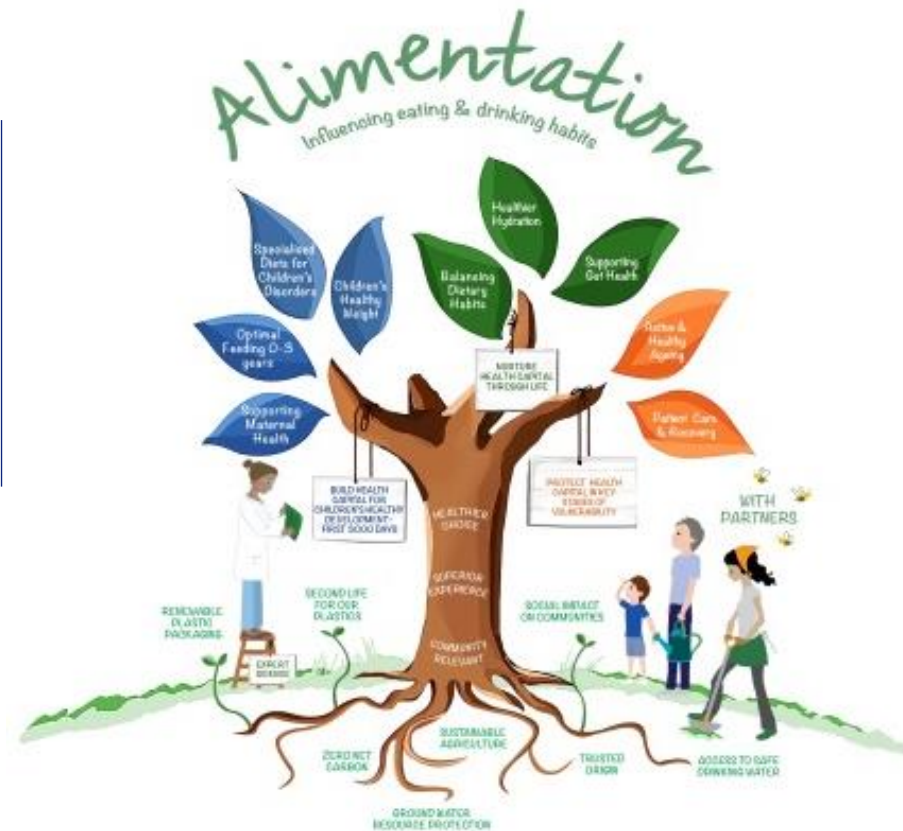 Alimentation
Influencing eating & drinking habits
Specialised
Diets for
Children's
Disorders
Children's
Healthy
Weight
Optimal
Feeding 0-3
years
Supporting
Maternal
Health
Balancing
Dietary
Habits
Healthier
Hydration
Supporting
Gut Health
Active &
Healthy
Ageing
Patient Care
& Recovery
NURTURE
HEALTH CAPITAL
THROUGH LIFE
BUILD HEALTH
CAPITAL FOR
CHILDREN'S HEALTHY
DEVELOPMENT-
FIRST 3000 DAYS
PROTECT HEALTH
CAPITAL IN KEY
STAGES OF
VULNERABILITY
HEALTHIER
CHOICE
SUPERIOR
EXPERIENCE
COMMUNITY
RELEVANT
WITH
PARTNERS
RENEWABLE
PLASTIC
PACKAGING
SECOND LIFE
FOR OUR
PLASTICS
EXPERT
SCIENCE
SOCIAL IMPACT
ON COMMUNITIES
ZERO NET
CARBON
SUSTAINABLE
AGRICULTURE
TRUSTED
ORIGIN
ACCESS TO SAFE
DRINKING WATER
GROUND WATER
RESOURCE PROTECTION